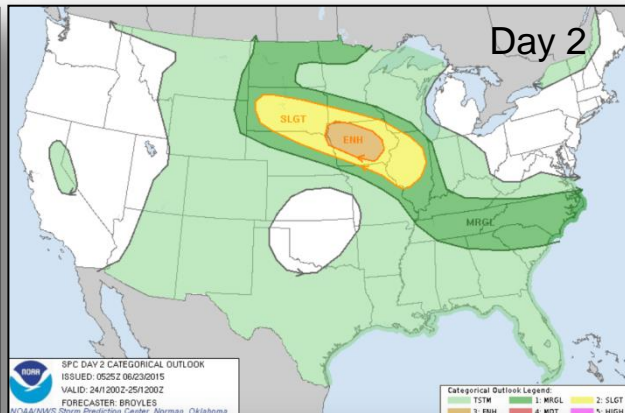 Day 2
SLGT
ENH
MRGL
NOAA
SPC DAY 2 CATEGORICAL OUTLOOK
ISSUED: 0525Z 06/23/2015
VALID: 24/1200Z-25/1200Z
FORECASTER: BROYLES
NOAA/NWS Storm Prediction Center, Norman, Oklahoma
Categorical Outlook Legend:
TSTM 1: MRGL 2: SLGT
3: ENH 4: MDT 5: HIGH